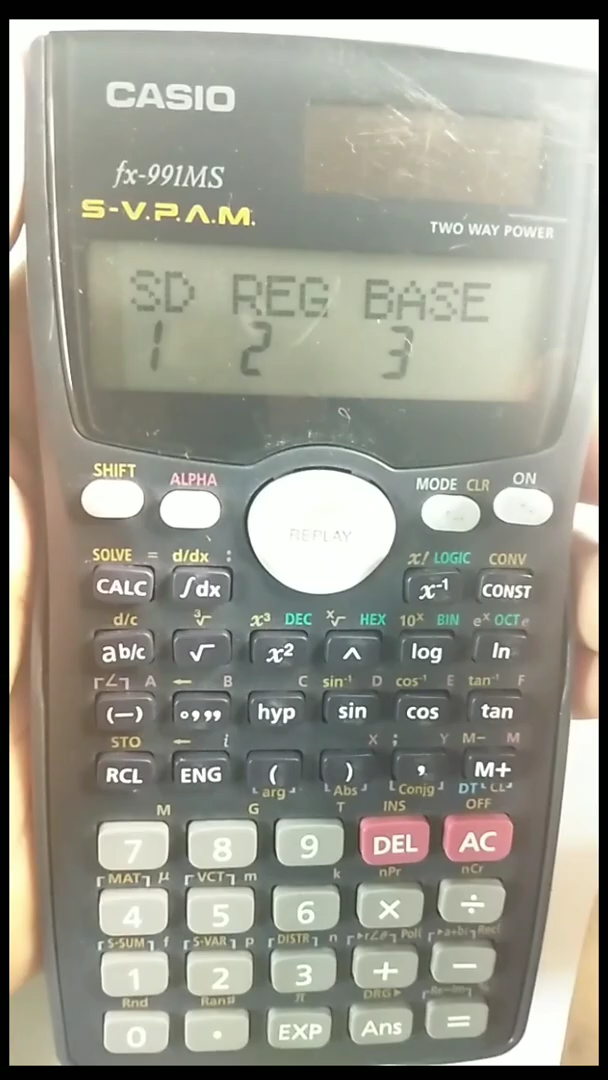 CASIO
fx-991MS
S-V.P.A.M.
TWO WAY POWER
SD REG BASE
1 2 3
SHIFT ALPHA MODE CLR ON
REPLAY
SOLVE = d/dx : x! LOGIC CONV
CALC ∫dx x⁻¹ CONST
d/c ³√ x³ DEC ˣ√ HEX 10ˣ BIN eˣ OCT e
ab/c √ x² ^ log ln
┌∠┐ A ← B C sin⁻¹ D cos⁻¹ E tan⁻¹ F
(−) °,,, hyp sin cos tan
STO ← i X ; Y M− M
RCL ENG ( ) , M+
arg Abs Conjg DT CL
M G T INS OFF
7 8 9 DEL AC
MAT μ VCT m k nPr nCr
4 5 6 × ÷
S-SUM f S-VAR p DISTR n ▸r∠θ Pol( ▸a+bi Rec(
1 2 3 + −
Rnd Ran# π DRG▸
0 . EXP Ans =